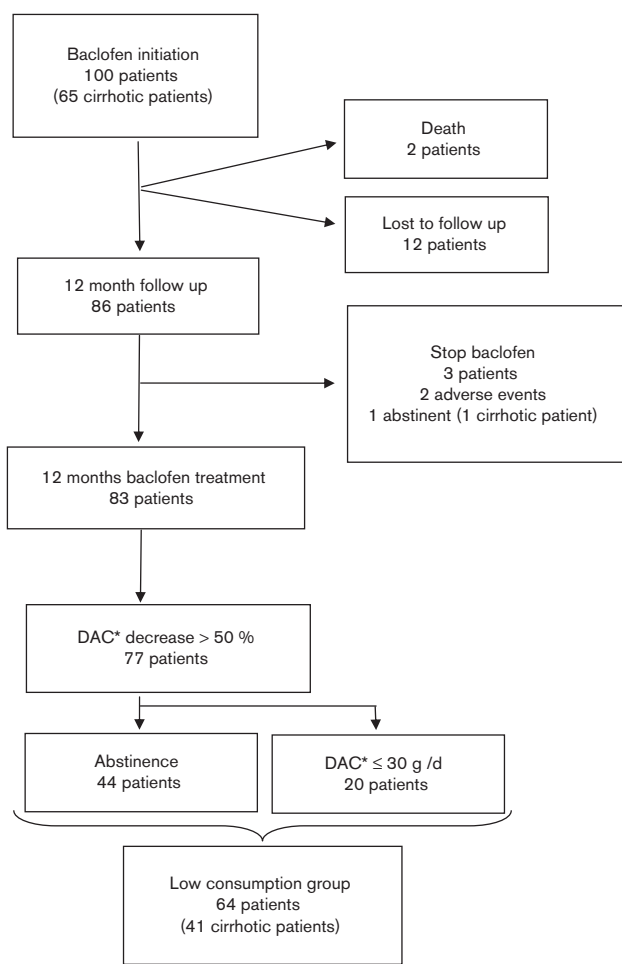 Baclofen initiation
100 patients
(65 cirrhotic patients)
Death
2 patients
Lost to follow up
12 patients
12 month follow up
86 patients
Stop baclofen
3 patients
2 adverse events
1 abstinent (1 cirrhotic patient)
12 months baclofen treatment
83 patients
DAC* decrease > 50 %
77 patients
Abstinence
44 patients
DAC* ≤ 30 g /d
20 patients
Low consumption group
64 patients
(41 cirrhotic patients)